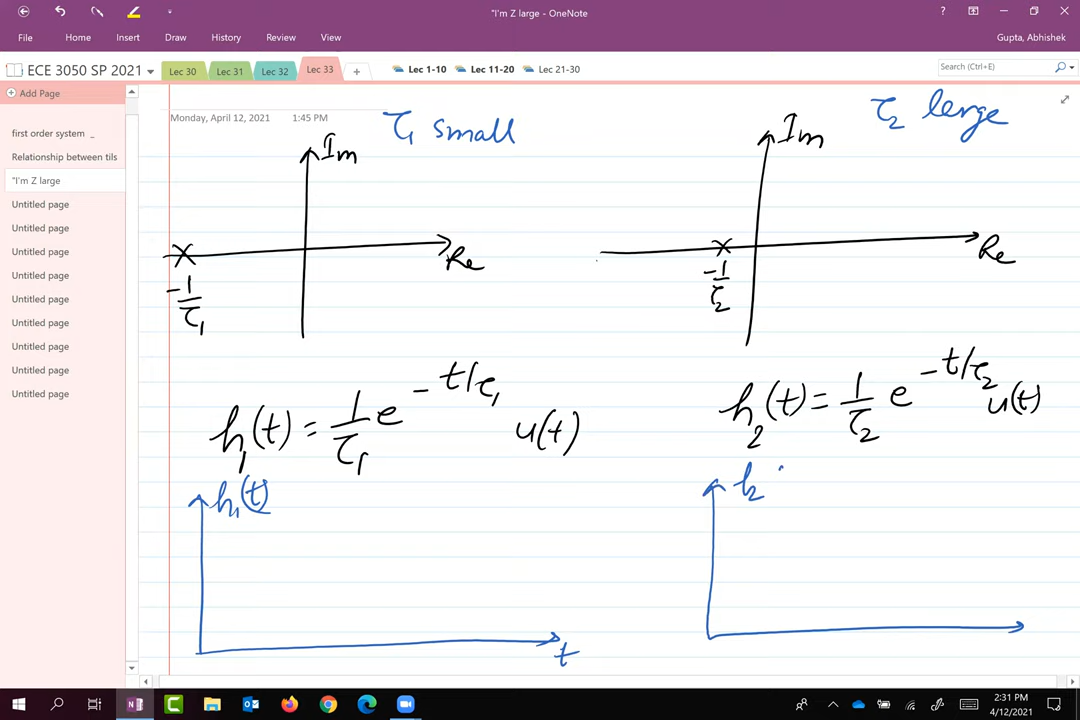 "I'm Z large - OneNote
Gupta, Abhishek
File Home Insert Draw History Review View
ECE 3050 SP 2021
Lec 30 Lec 31 Lec 32 Lec 33 Lec 1-10 Lec 11-20 Lec 21-30
Search (Ctrl+E)
Add Page
first order system _
Relationship between tils
"I'm Z large
Untitled page
Untitled page
Untitled page
Untitled page
Untitled page
Untitled page
Untitled page
Untitled page
Untitled page
Monday, April 12, 2021 1:45 PM
τ₁ small
Im
Re
-1/τ₁
τ₂ large
Im
Re
-1/τ₂
h₁(t) = 1/τ₁ e^(-t/τ₁) u(t)
h₂(t) = 1/τ₂ e^(-t/τ₂) u(t)
h₁(t)
t
h₂
2:31 PM
4/12/2021